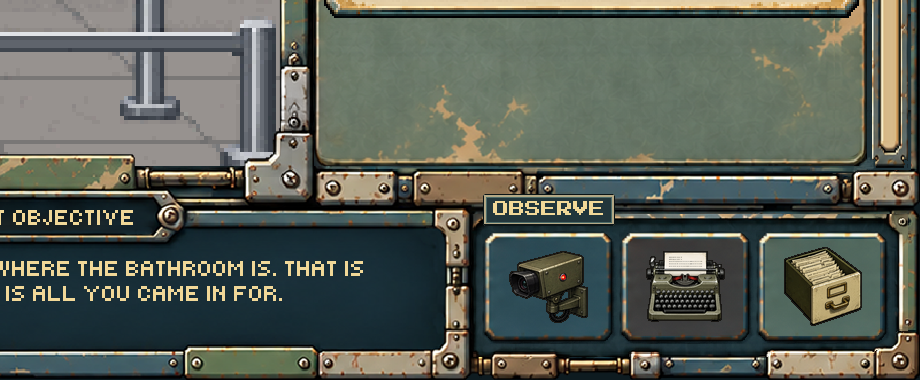 T OBJECTIVE
WHERE THE BATHROOM IS. THAT IS
IS ALL YOU CAME IN FOR.
OBSERVE